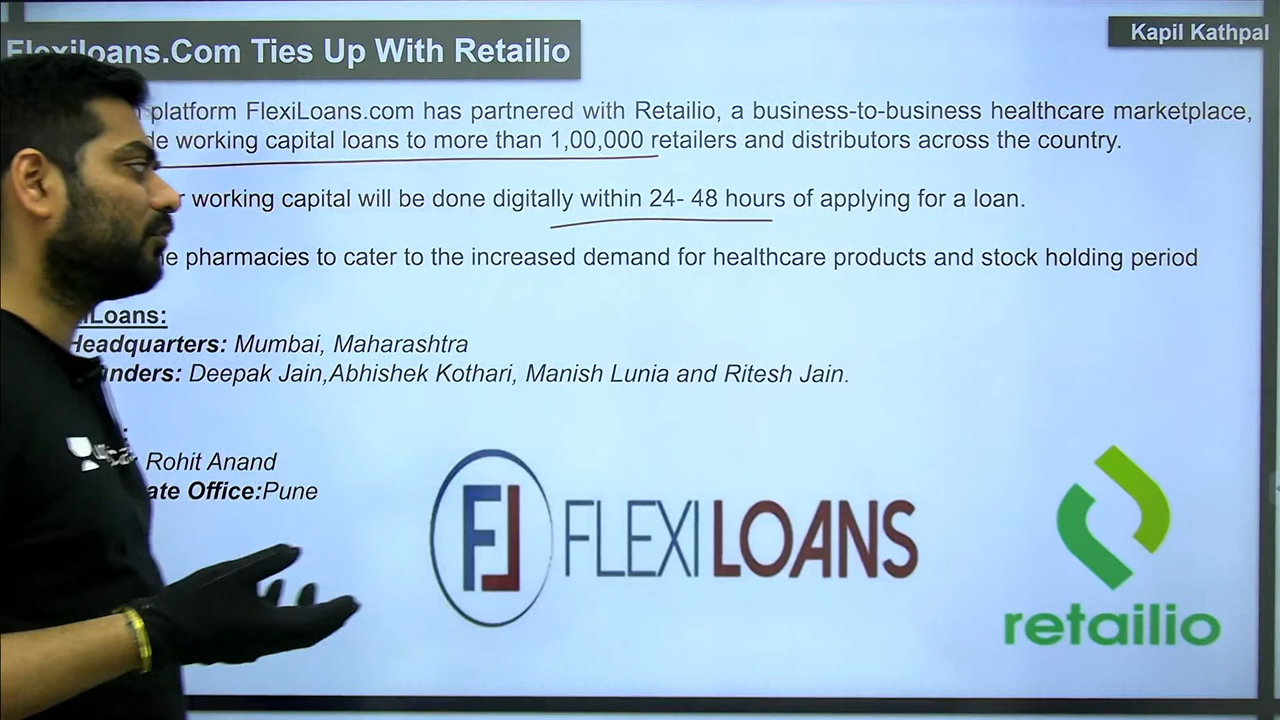 Flexiloans.Com Ties Up With Retailio
Kapil Kathpal
platform FlexiLoans.com has partnered with Retailio, a business-to-business healthcare marketplace,
working capital loans to more than 1,00,000 retailers and distributors across the country.
working capital will be done digitally within 24- 48 hours of applying for a loan.
pharmacies to cater to the increased demand for healthcare products and stock holding period
Loans:
Headquarters: Mumbai, Maharashtra
Deepak Jain,Abhishek Kothari, Manish Lunia and Ritesh Jain.
Rohit Anand
Office:Pune
FL FLEXILOANS
retailio